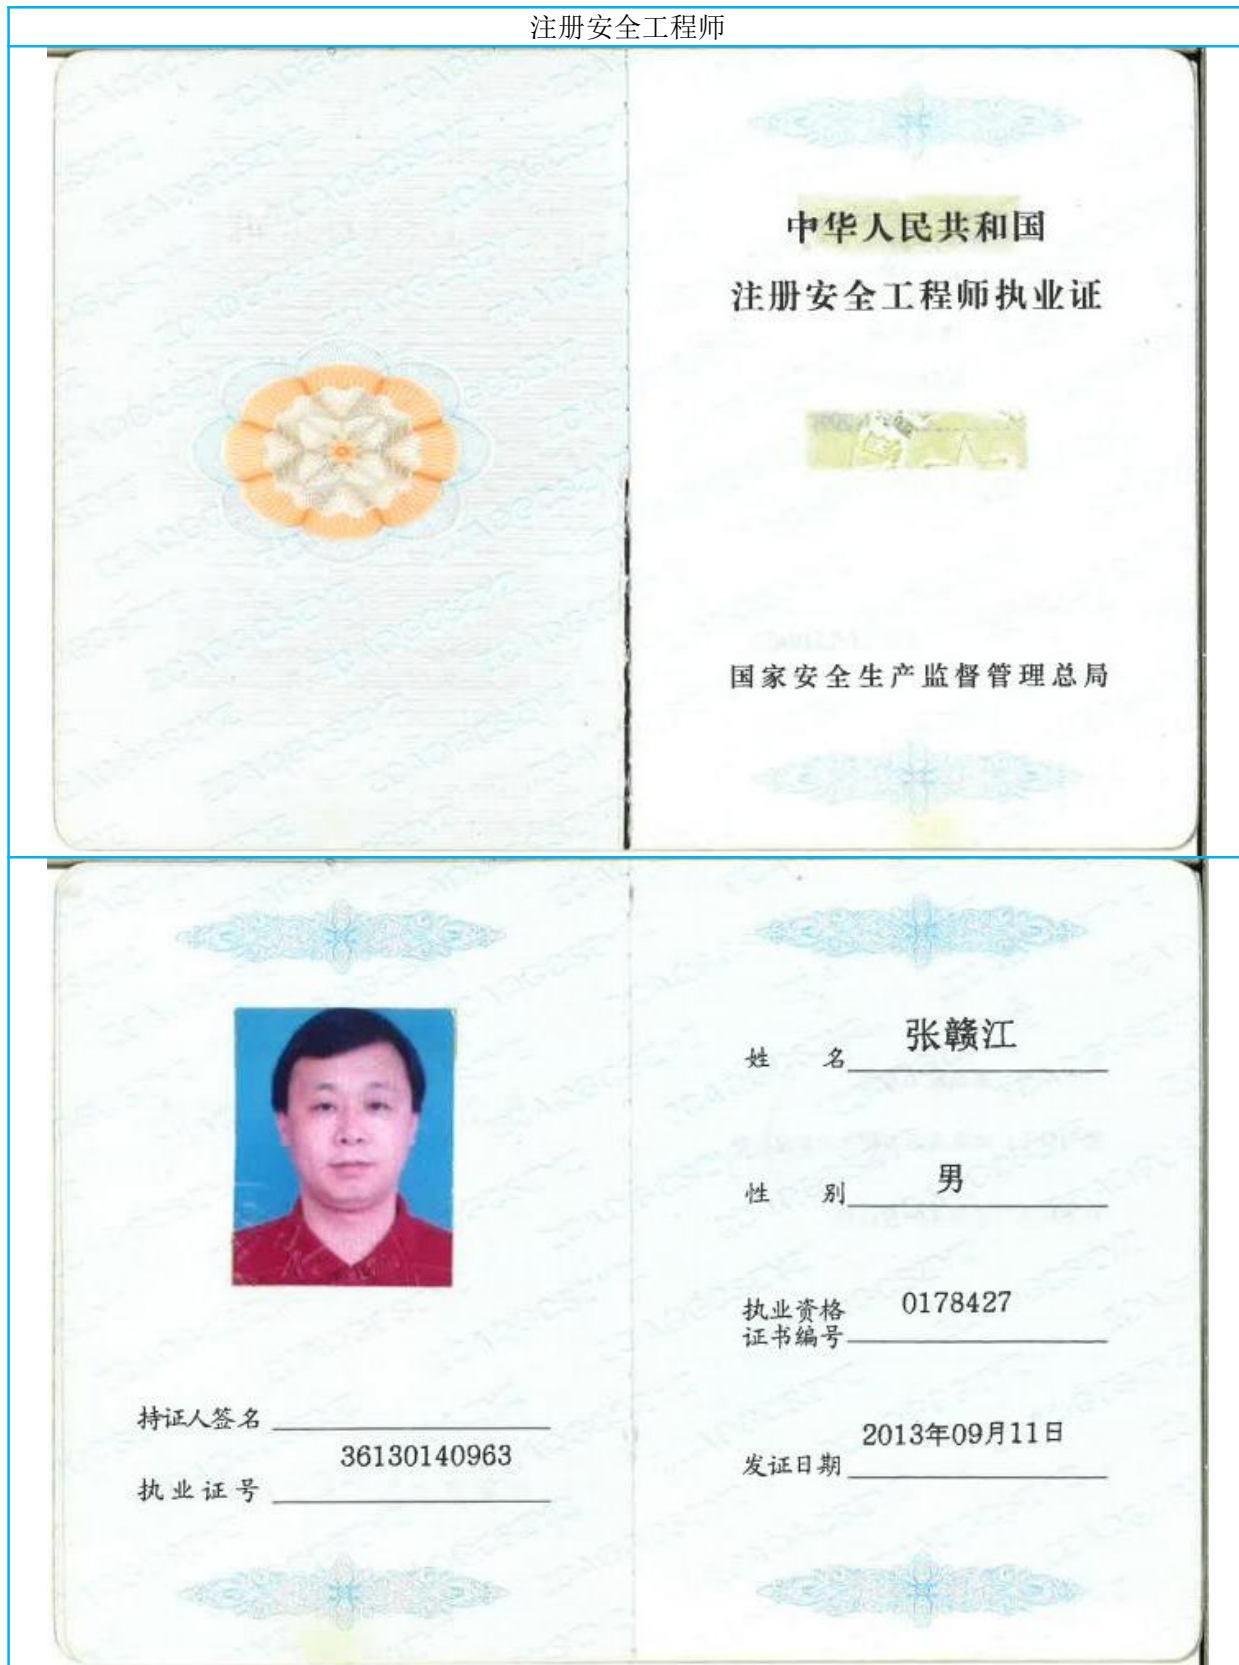 注册安全工程师
中华人民共和国
注册安全工程师执业证
国家安全生产监督管理总局
持证人签名
36130140963
执业证号
张赣江
姓 名
男
性 别
0178427
执业资格
证书编号
2013年09月11日
发证日期